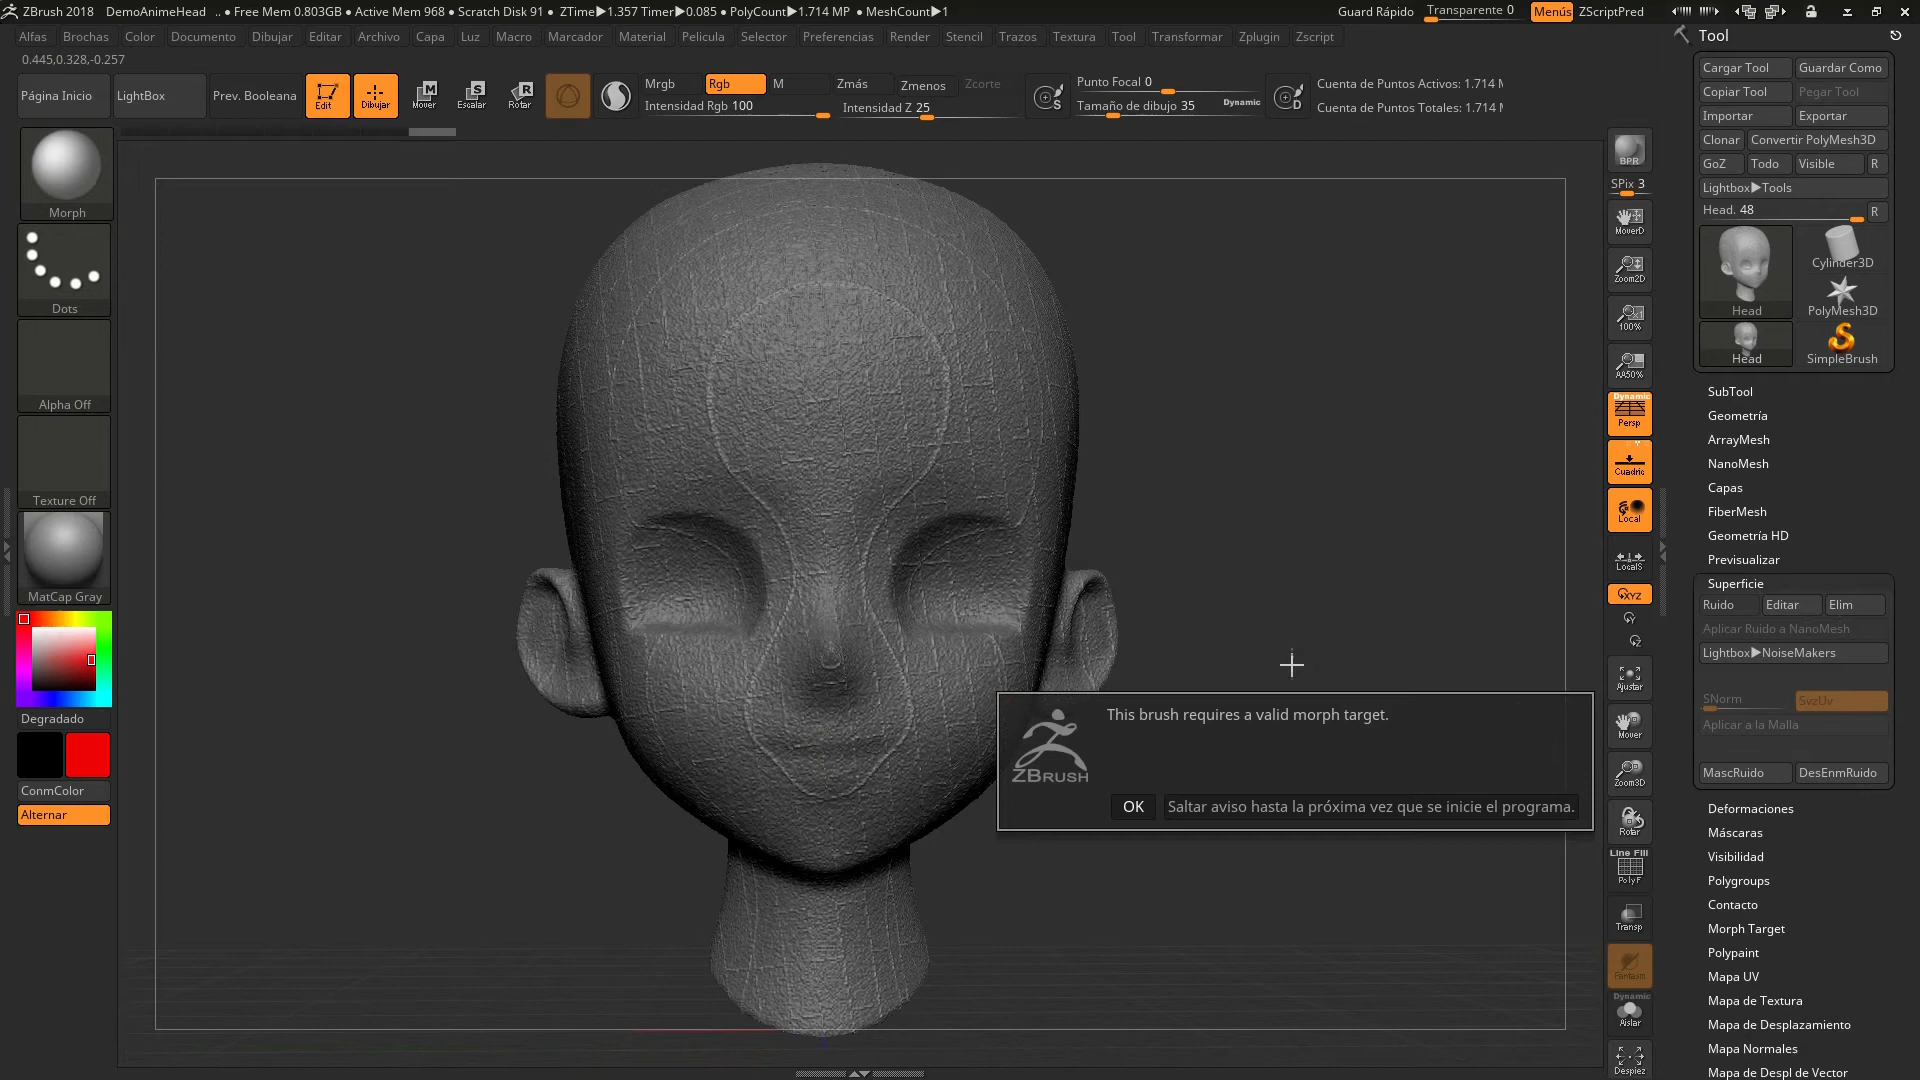 ZBrush 2018 DemoAnimeHead .. • Free Mem 0.803GB • Active Mem 968 • Scratch Disk 91 • ZTime▶1.357 Timer▶0.085 • PolyCount▶1.714 MP • MeshCount▶1 Guard Rápido Transparente 0 Menús ZScriptPred
Alfas Brochas Color Documento Dibujar Editar Archivo Capa Luz Macro Marcador Material Pelicula Selector Preferencias Render Stencil Trazos Textura Tool Transformar Zplugin Zscript
0.445,0.328,-0.257
Página Inicio LightBox Prev. Booleana Edit Dibujar Mover Escalar Rotar
M S R
Mrgb Rgb M Zmás Zmenos Zcorte
Intensidad Rgb 100 Intensidad Z 25
S
Punto Focal 0
Tamaño de dibujo 35 Dynamic
D
Cuenta de Puntos Activos: 1.714 M
Cuenta de Puntos Totales: 1.714 M
Morph
Dots
Alpha Off
Texture Off
MatCap Gray
Degradado
ConmColor
Alternar
This brush requires a valid morph target.
ZBRUSH
OK Saltar aviso hasta la próxima vez que se inicie el programa.
BPR
SPix 3
MoverD
Zoom2D
100%
AA50%
Dynamic
Persp
Cuadric
Local
LocalS
XYZ
Ajustar
Mover
Zoom3D
Rotar
Line Fill
PolyF
Transp
Fantasm
Dynamic
Aislar
Despiez
Tool
Cargar Tool Guardar Como
Copiar Tool Pegar Tool
Importar Exportar
Clonar Convertir PolyMesh3D
GoZ Todo Visible R
Lightbox▶Tools
Head. 48 R
Head Cylinder3D
PolyMesh3D
Head SimpleBrush
SubTool
Geometría
ArrayMesh
NanoMesh
Capas
FiberMesh
Geometría HD
Previsualizar
Superficie
Ruido Editar Elim
Aplicar Ruido a NanoMesh
Lightbox▶NoiseMakers
SNorm SvzUv
Aplicar a la Malla
MascRuido DesEnmRuido
Deformaciones
Máscaras
Visibilidad
Polygroups
Contacto
Morph Target
Polypaint
Mapa UV
Mapa de Textura
Mapa de Desplazamiento
Mapa Normales
Mapa de Despl de Vector